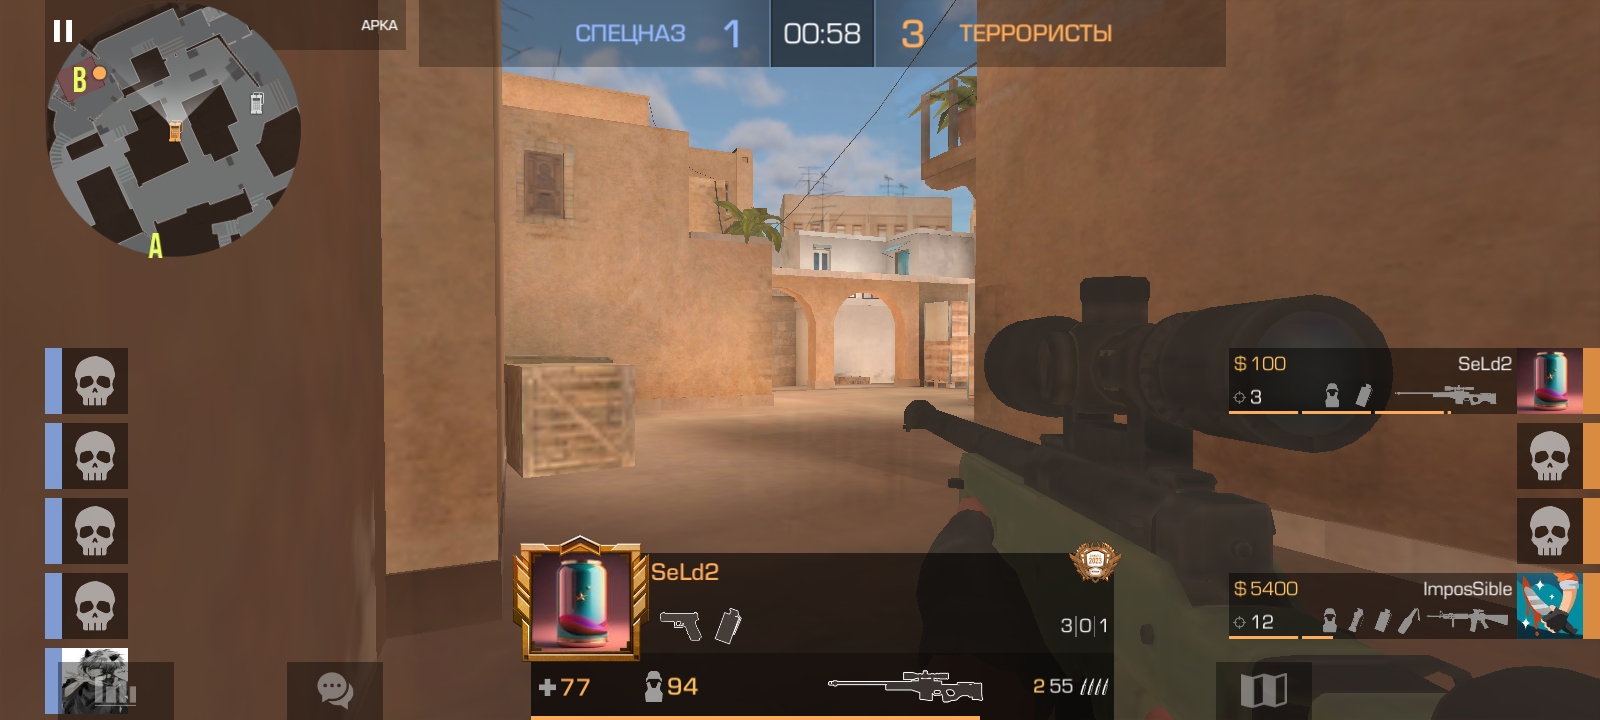 АРКА
СПЕЦНАЗ 1 00:58 3 ТЕРРОРИСТЫ
B
A
$100 SeLd2
3
$5400 ImposSible
12
SeLd2
3|0|1
77 94 2 55